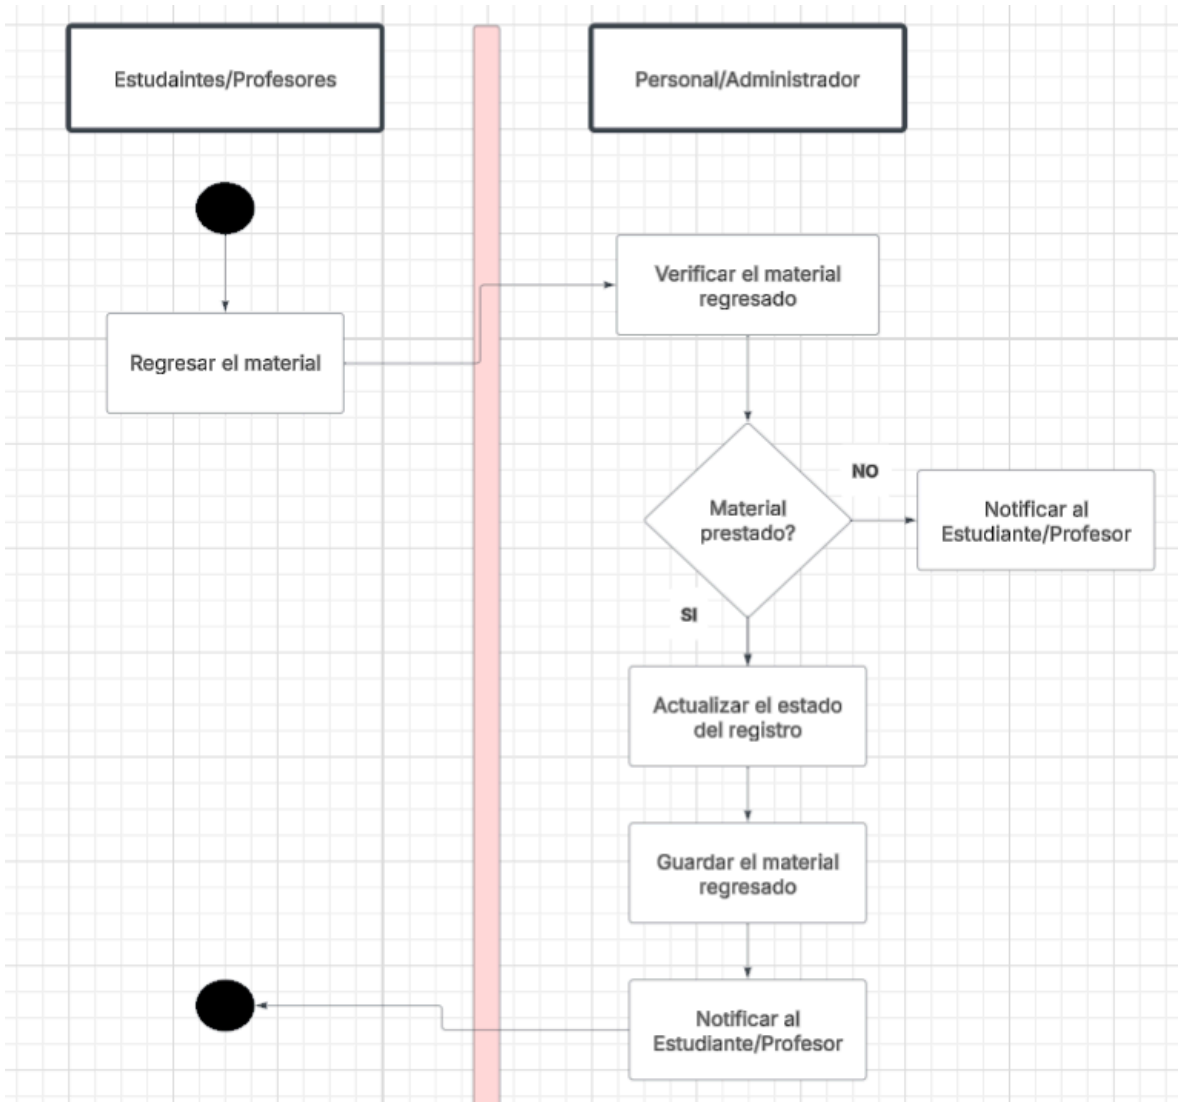 Estudaintes/Profesores
Personal/Administrador
Verificar el material
regresado
Regresar el material
Material
prestado?
NO
Notificar al
Estudiante/Profesor
SI
Actualizar el estado
del registro
Guardar el material
regresado
Notificar al
Estudiante/Profesor